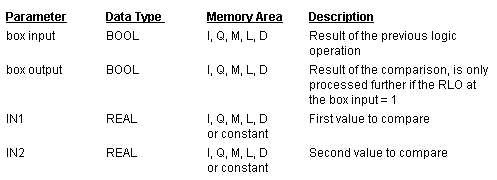 Parameter Data Type Memory Area Description
box input BOOL I, Q, M, L, D Result of the previous logic
operation
box output BOOL I, Q, M, L, D Result of the comparison, is only
processed further if the RLO at
the box input = 1
IN1 REAL I, Q, M, L, D First value to compare
or constant
IN2 REAL I, Q, M, L, D Second value to compare
or constant